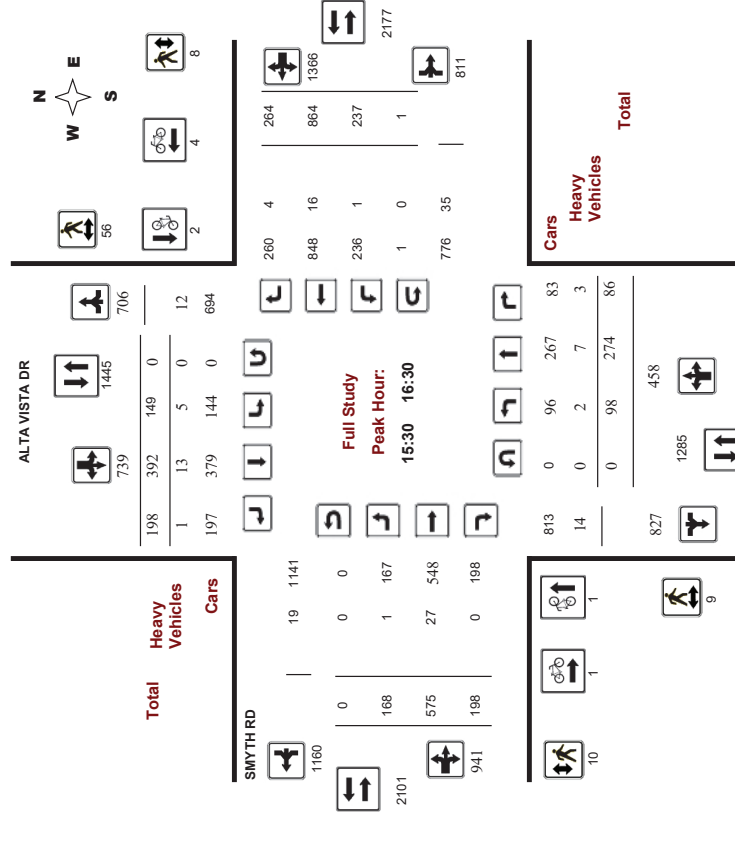 ALTA VISTA DR
N
W E
S
739
1445
706
56
2
4
8
198 392 149 0
1 13 5 0 12
197 379 144 0 694
Total
Heavy
Vehicles
Cars
SMYTH RD
1160
19 1141
0 0 0
168 1 167
575 27 548
198 0 198
2101
941
Full Study
Peak Hour:
15:30 16:30
260 4 264
848 16 864
236 1 237
1 0 1
776 35
1366
2177
811
Cars
Heavy
Vehicles
Total
813 0 96 267 83
14 0 2 7 3
0 98 274 86
827
1285
458
10
1
1
9